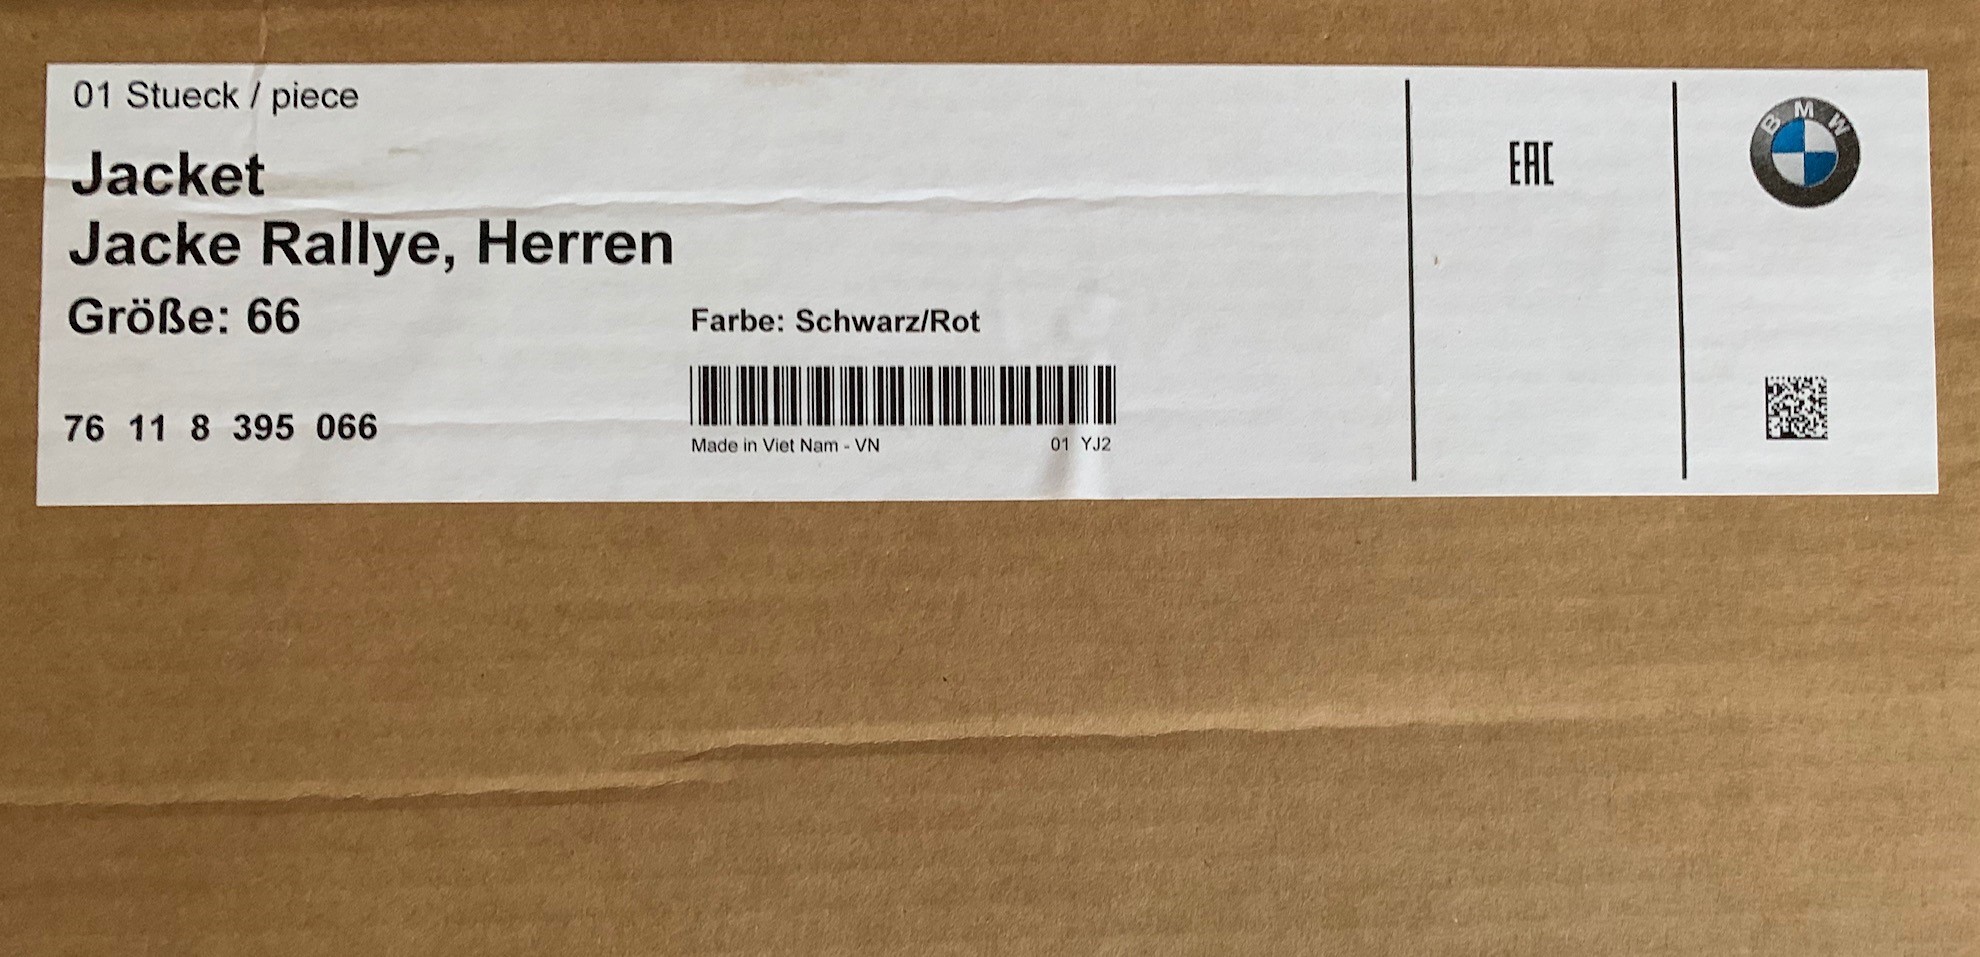 01 Stueck / piece
Jacket
Jacke Rallye, Herren
Größe: 66
Farbe: Schwarz/Rot
76 11 8 395 066
Made in Viet Nam - VN
01 YJ2
EAC
BMW